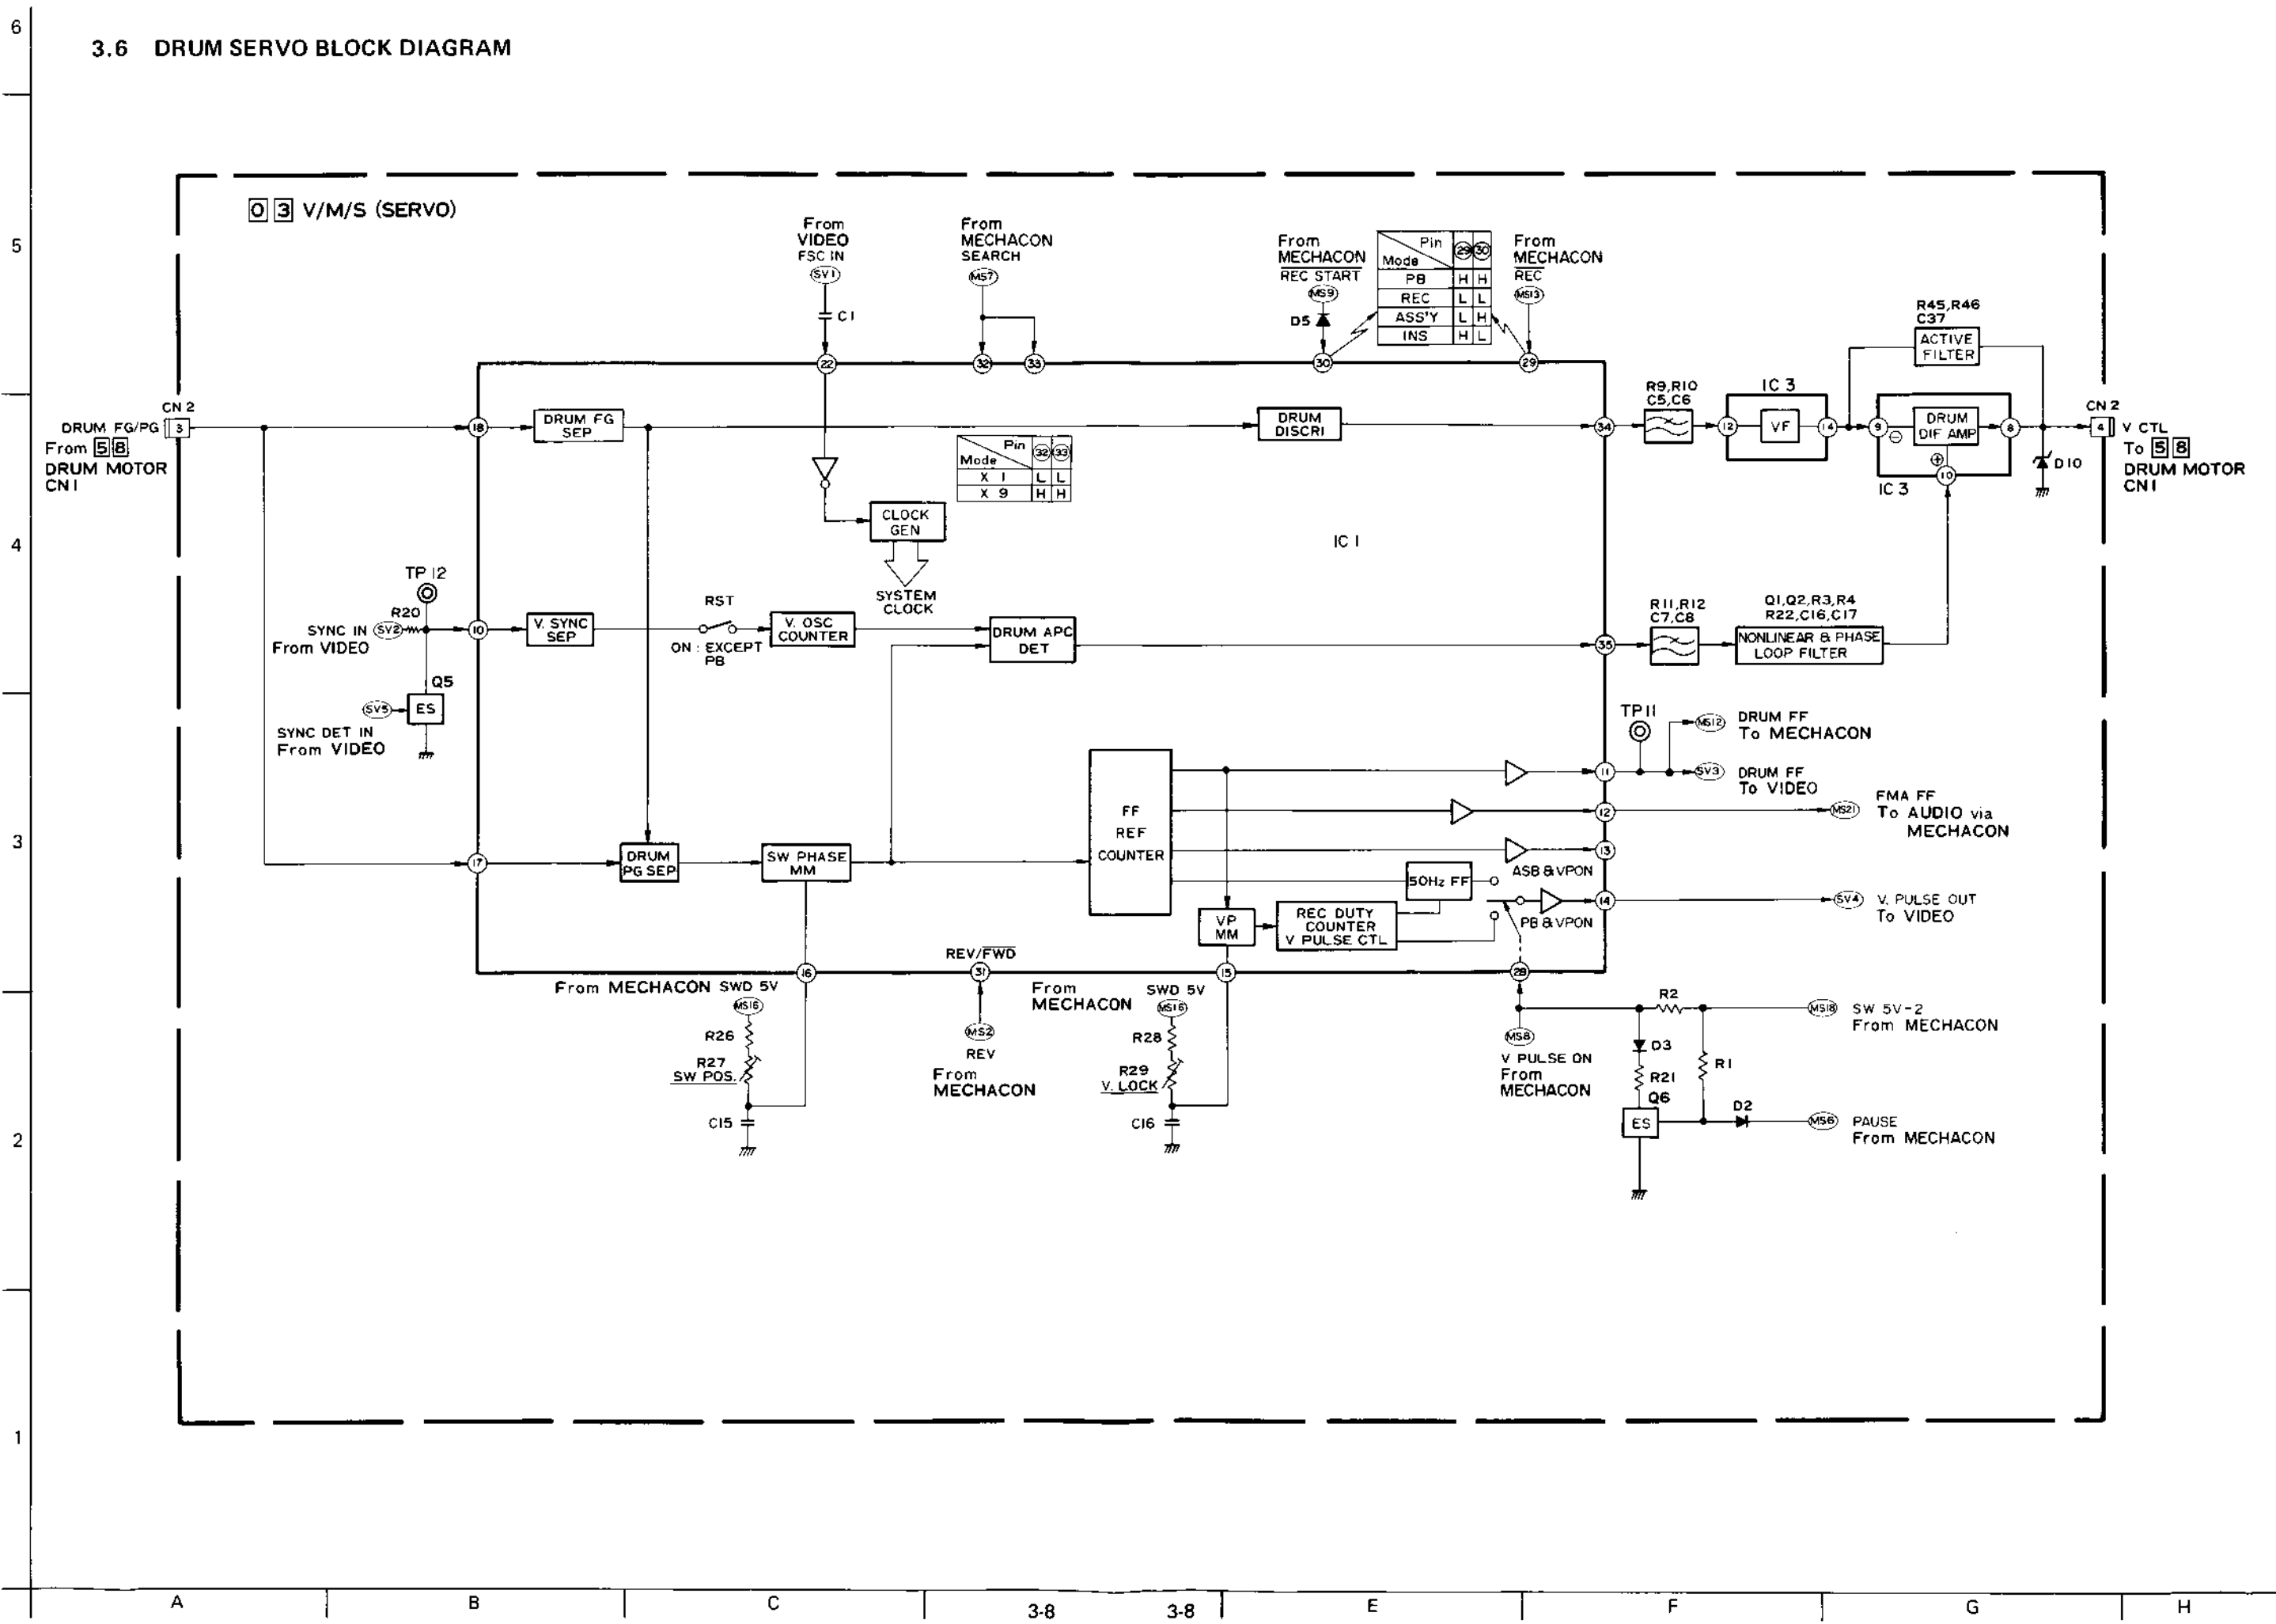 3.6 DRUM SERVO BLOCK DIAGRAM
6
5
4
3
2
1
0 3 V/M/S (SERVO)
From
VIDEO
FSC IN
SV1
C1
22
From
MECHACON
SEARCH
MS7
32
33
From
MECHACON
REC START
MS9
D5
30
Pin
Mode
29 30
PB H H
REC L L
ASS'Y L H
INS H L
From
MECHACON
REC
MS13
29
R45,R46
C37
ACTIVE
FILTER
CN 2
3
DRUM FG/PG
From 5 8
DRUM MOTOR
CN1
18
DRUM FG
SEP
Pin
Mode
32 33
X 1 L L
X 9 H H
DRUM
DISCRI
34
R9,R10
C5,C6
IC 3
12
VF
14
9
⊖
DRUM
DIF AMP
8
⊕
10
IC 3
D10
CN 2
4
V CTL
To 5 8
DRUM MOTOR
CN1
CLOCK
GEN
SYSTEM
CLOCK
IC 1
TP 12
R20
SYNC IN SV2
From VIDEO
10
V. SYNC
SEP
RST
ON : EXCEPT
PB
V. OSC
COUNTER
DRUM APC
DET
35
R11,R12
C7,C8
Q1,Q2,R3,R4
R22,C16,C17
NONLINEAR & PHASE
LOOP FILTER
Q5
SV5
ES
SYNC DET IN
From VIDEO
TP11
MS12
DRUM FF
To MECHACON
11
SV3
DRUM FF
To VIDEO
FF
REF
COUNTER
12
MS21
FMA FF
To AUDIO via
MECHACON
13
ASB & VPON
17
DRUM
PG SEP
SW PHASE
MM
50Hz FF
14
SV4
V. PULSE OUT
To VIDEO
PB & VPON
VP
MM
REC DUTY
COUNTER
V PULSE CTL
16
REV/FWD
31
15
28
From MECHACON SWD 5V
MS16
R26
R27
SW POS.
C15
MS2
REV
From
MECHACON
From
MECHACON
SWD 5V
MS16
R28
R29
V. LOCK
C16
MS8
V PULSE ON
From
MECHACON
R2
MS18
SW 5V-2
From MECHACON
D3
R21
R1
Q6
ES
D2
MS6
PAUSE
From MECHACON
A B C 3-8 3-8 E F G H